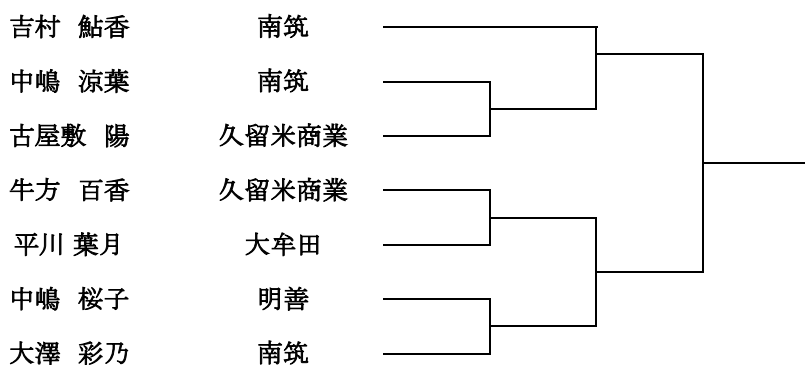 吉村 鮎香 南筑
中嶋 涼葉 南筑
古屋敷 陽 久留米商業
牛方 百香 久留米商業
平川 葉月 大牟田
中嶋 桜子 明善
大澤 彩乃 南筑